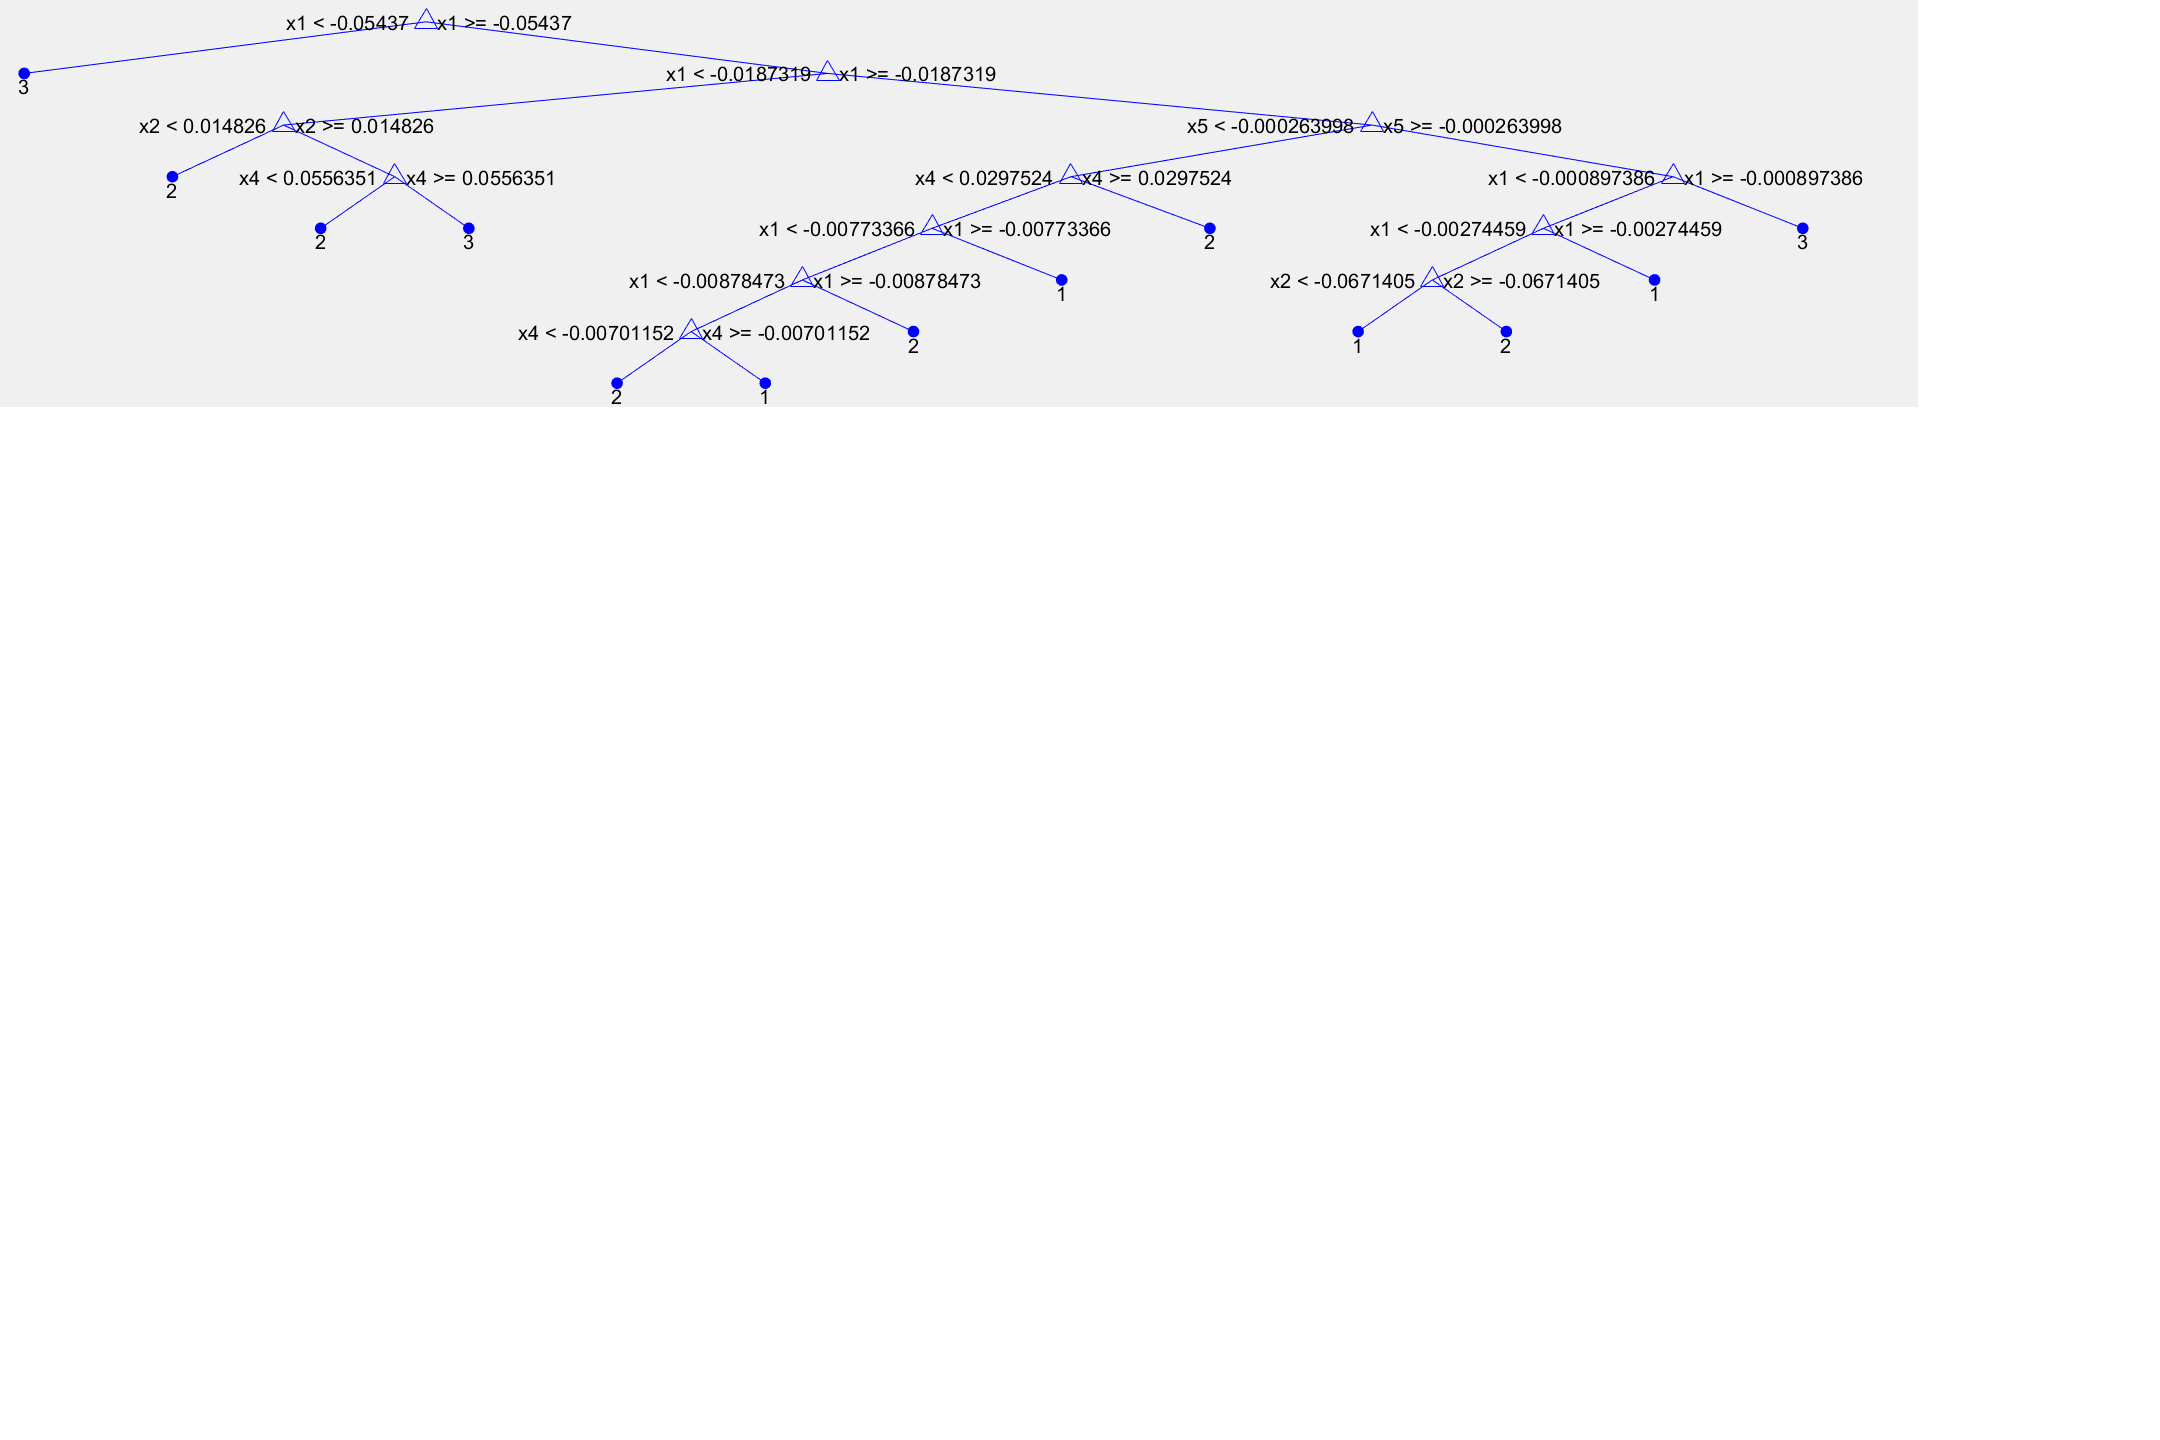 x1 < -0.05437 x1 >= -0.05437
3 x1 < -0.0187319 x1 >= -0.0187319
x2 < 0.014826 x2 >= 0.014826 x5 < -0.000263998 x5 >= -0.000263998
2 x4 < 0.0556351 x4 >= 0.0556351 x4 < 0.0297524 x4 >= 0.0297524 x1 < -0.000897386 x1 >= -0.000897386
2 3 x1 < -0.00773366 x1 >= -0.00773366 2 x1 < -0.00274459 x1 >= -0.00274459 3
x1 < -0.00878473 x1 >= -0.00878473 1 x2 < -0.0671405 x2 >= -0.0671405 1
x4 < -0.00701152 x4 >= -0.00701152 2 1 2
2 1